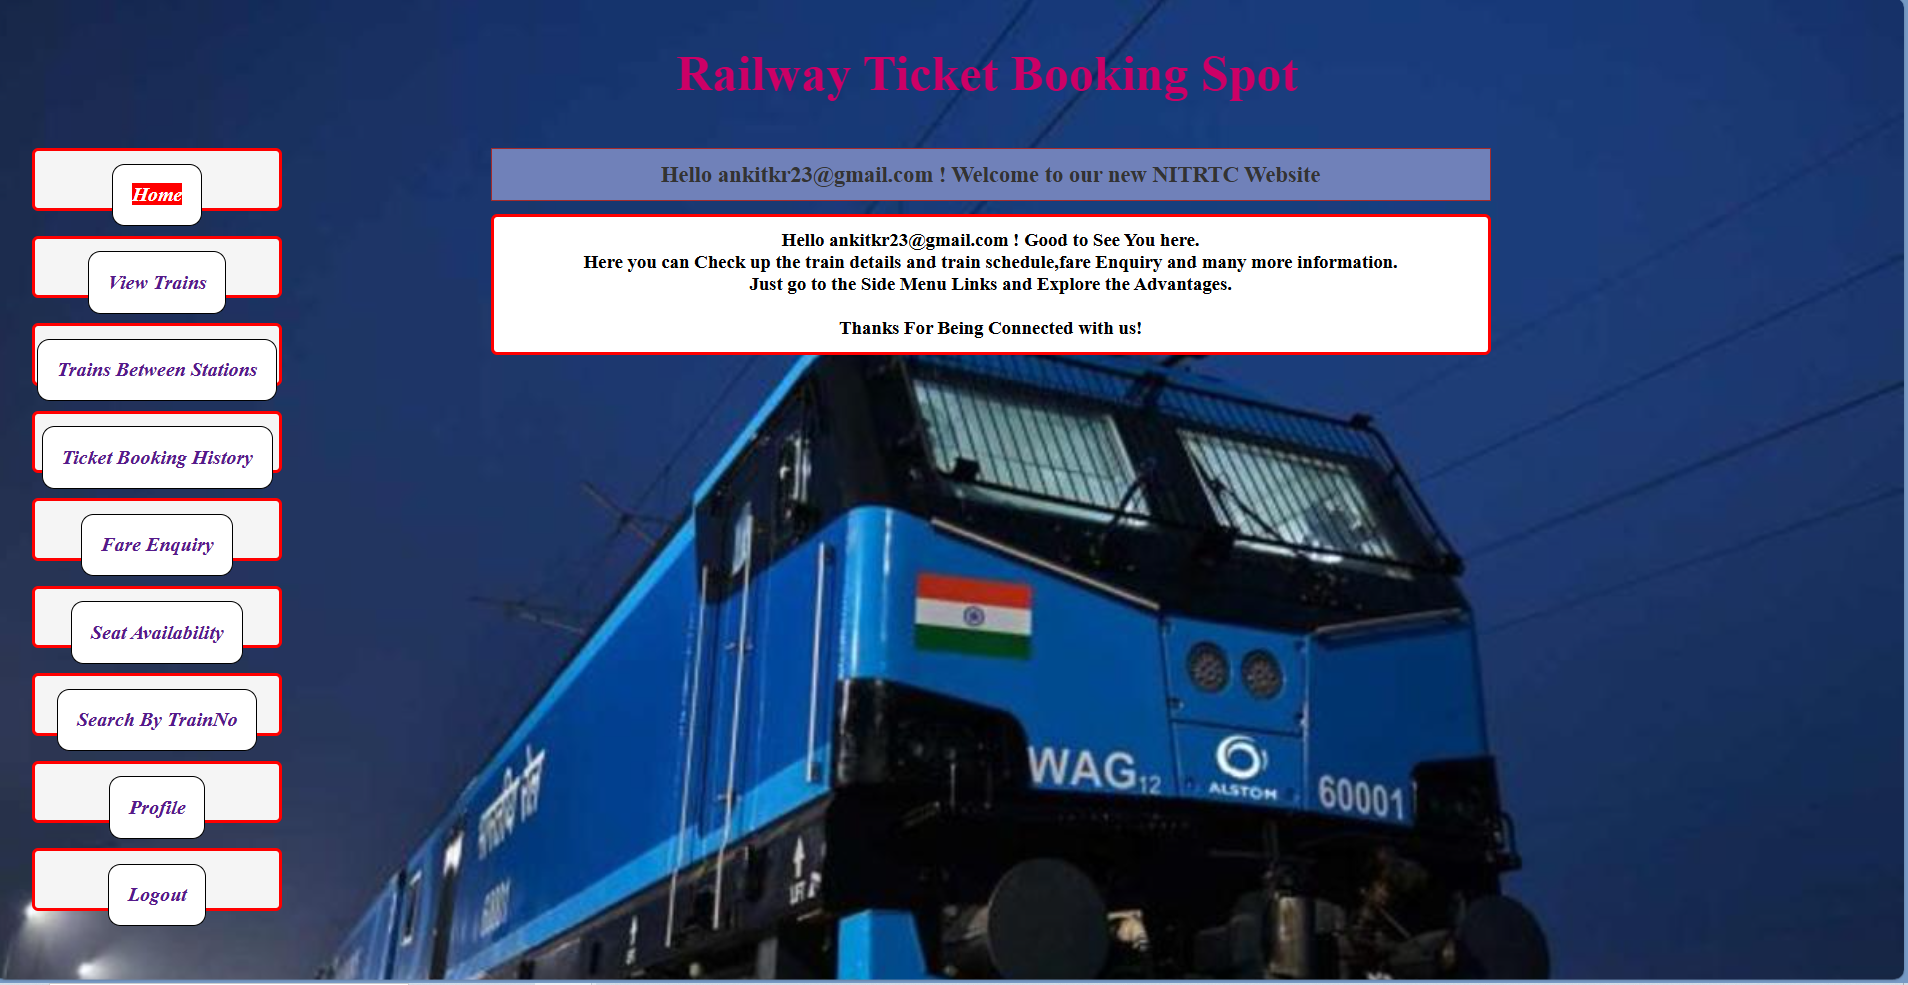 Railway Ticket Booking Spot
Hello ankitkr23@gmail.com ! Welcome to our new NITRTC Website
Hello ankitkr23@gmail.com ! Good to See You here.
Here you can Check up the train details and train schedule,fare Enquiry and many more information.
Just go to the Side Menu Links and Explore the Advantages.
Thanks For Being Connected with us!
Home
View Trains
Trains Between Stations
Ticket Booking History
Fare Enquiry
Seat Availability
Search By TrainNo
Profile
Logout
WAG12
ALSTOM
60001
भारतीय रेल
60001